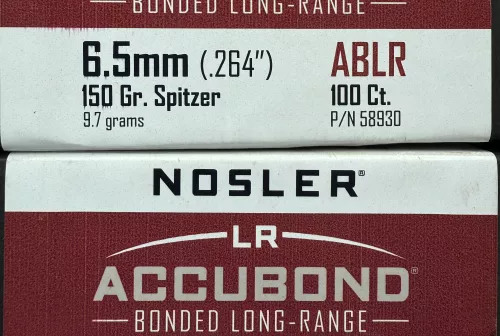 BONDED LONG-RANGE
6.5mm (.264") ABLR
150 Gr. Spitzer 100 Ct.
9.7 grams P/N 58930
NOSLER®
LR
ACCUBOND®
BONDED LONG-RANGE